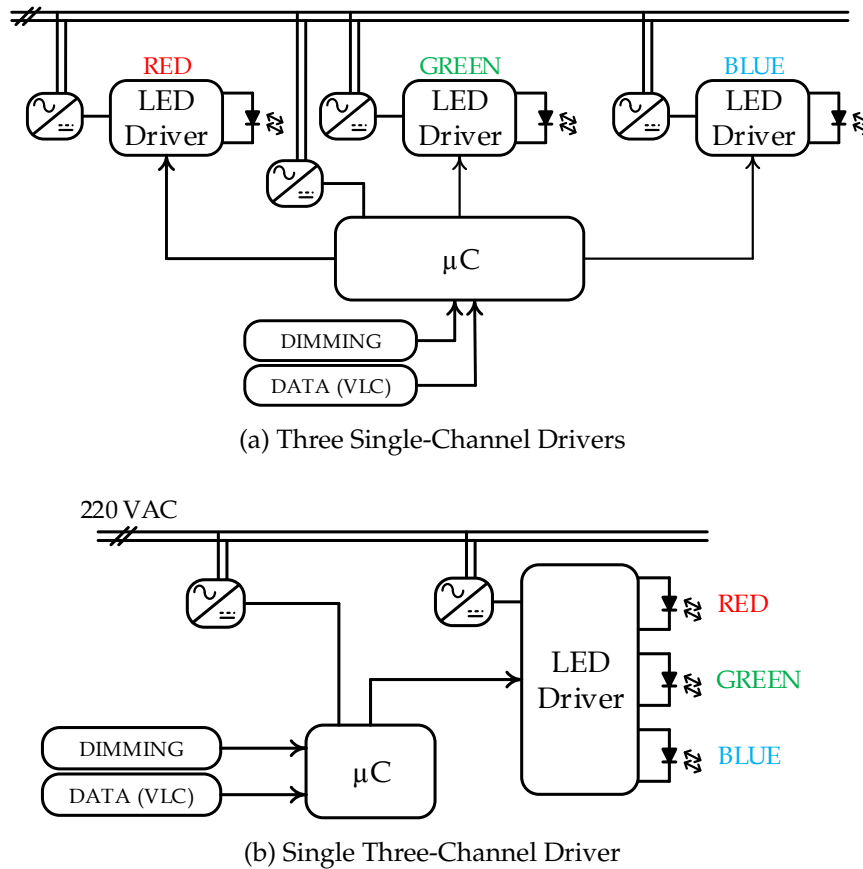 RED
GREEN
BLUE
LED
Driver
LED
Driver
LED
Driver
µC
DIMMING
DATA (VLC)
(a) Three Single-Channel Drivers
220 VAC
RED
LED
Driver
GREEN
DIMMING
µC
BLUE
DATA (VLC)
(b) Single Three-Channel Driver